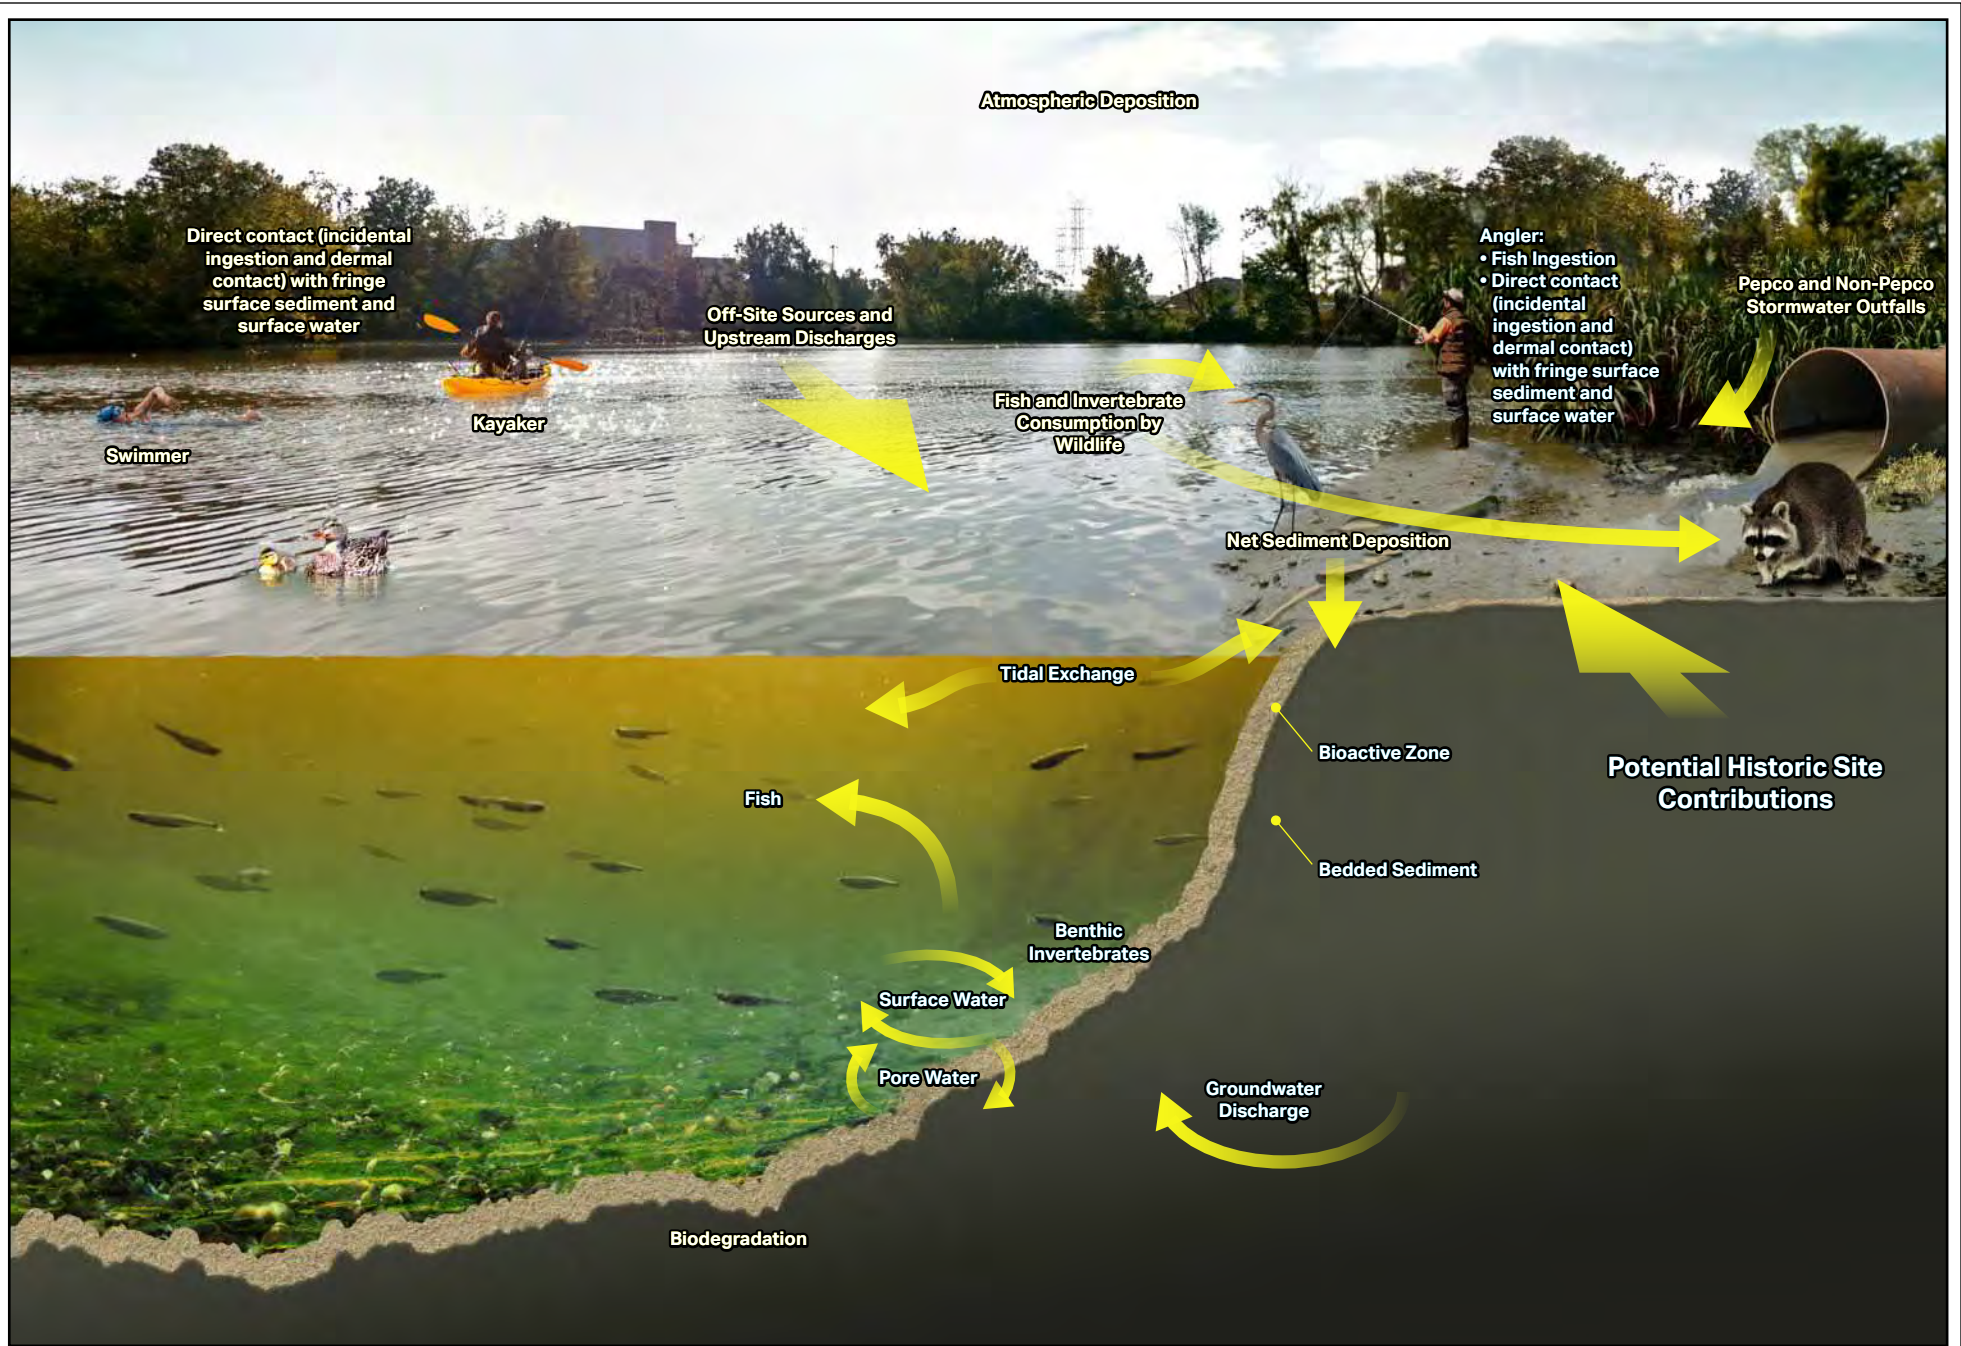 Atmospheric Deposition
Direct contact (incidental
ingestion and dermal
contact) with fringe
surface sediment and
surface water
Off-Site Sources and
Upstream Discharges
Angler:
• Fish Ingestion
• Direct contact
(incidental
ingestion and
dermal contact)
with fringe surface
sediment and
surface water
Pepco and Non-Pepco
Stormwater Outfalls
Kayaker
Swimmer
Fish and Invertebrate
Consumption by
Wildlife
Net Sediment Deposition
Tidal Exchange
Bioactive Zone
Potential Historic Site
Contributions
Fish
Bedded Sediment
Benthic
Invertebrates
Surface Water
Pore Water
Groundwater
Discharge
Biodegradation